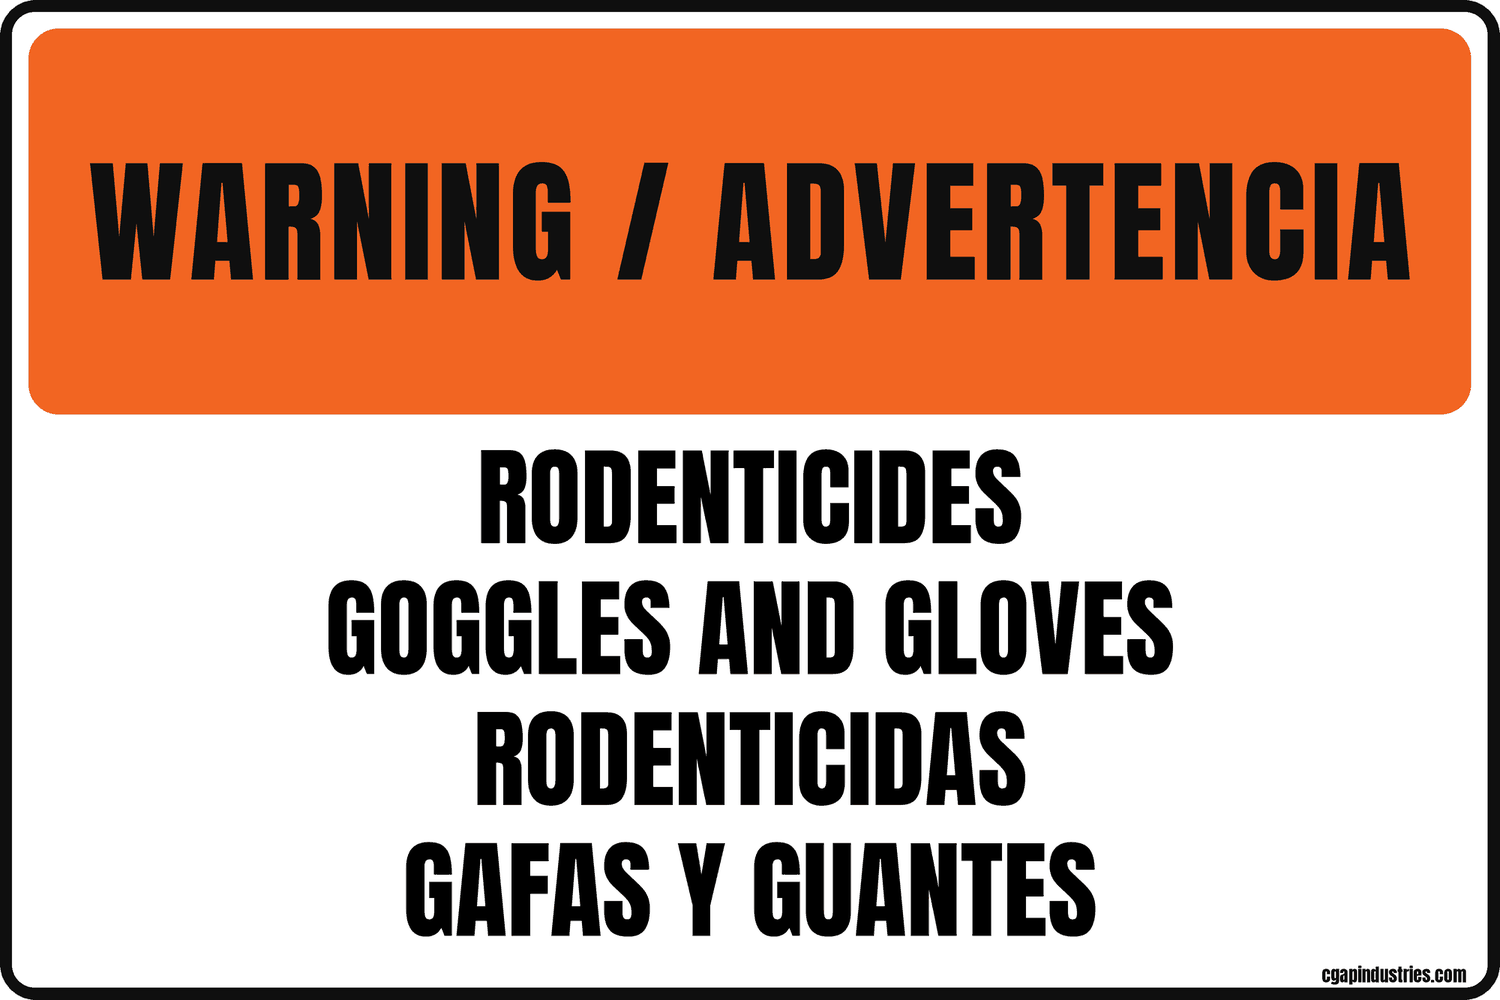 WARNING / ADVERTENCIA
RODENTICIDES
GOGGLES AND GLOVES
RODENTICIDAS
GAFAS Y GUANTES
cgapindustries.com